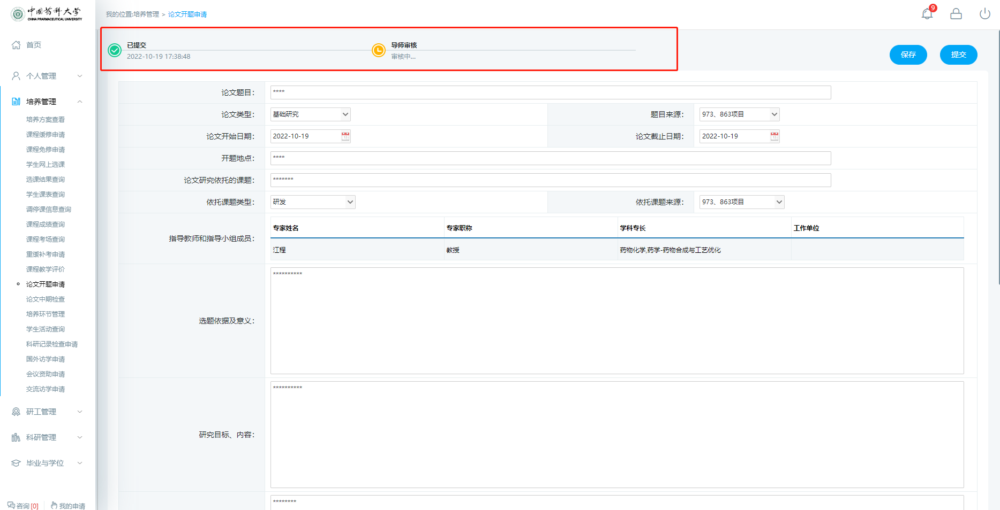 中国药科大学
CHINA PHARMACEUTICAL UNIVERSITY
我的位置:培养管理 > 论文开题申请
9
首页
个人管理
培养管理
培养方案查看
课程缓修申请
课程免修申请
学生网上选课
选课结果查询
学生课表查询
调停课信息查询
课程成绩查询
课程考场查询
重缓补考申请
课程教学评价
论文开题申请
论文中期检查
培养环节管理
学生活动查询
科研记录检查申请
国外访学申请
会议资助申请
交流访学申请
研工管理
科研管理
毕业与学位
咨询[0] 我的申请
已提交
2022-10-19 17:38:48
导师审核
审核中...
保存 提交
论文题目: ****
论文类型: 基础研究 题目来源: 973、863项目
论文开始日期: 2022-10-19 论文截止日期: 2022-10-19
开题地点: ****
论文研究依托的课题: *******
依托课题类型: 研发 依托课题来源: 973、863项目
指导教师和指导小组成员:
专家姓名 专家职称 学科专长 工作单位
江程 教授 药物化学,药学-药物合成与工艺优化
选题依据及意义: **********
研究目标、内容: **********
********